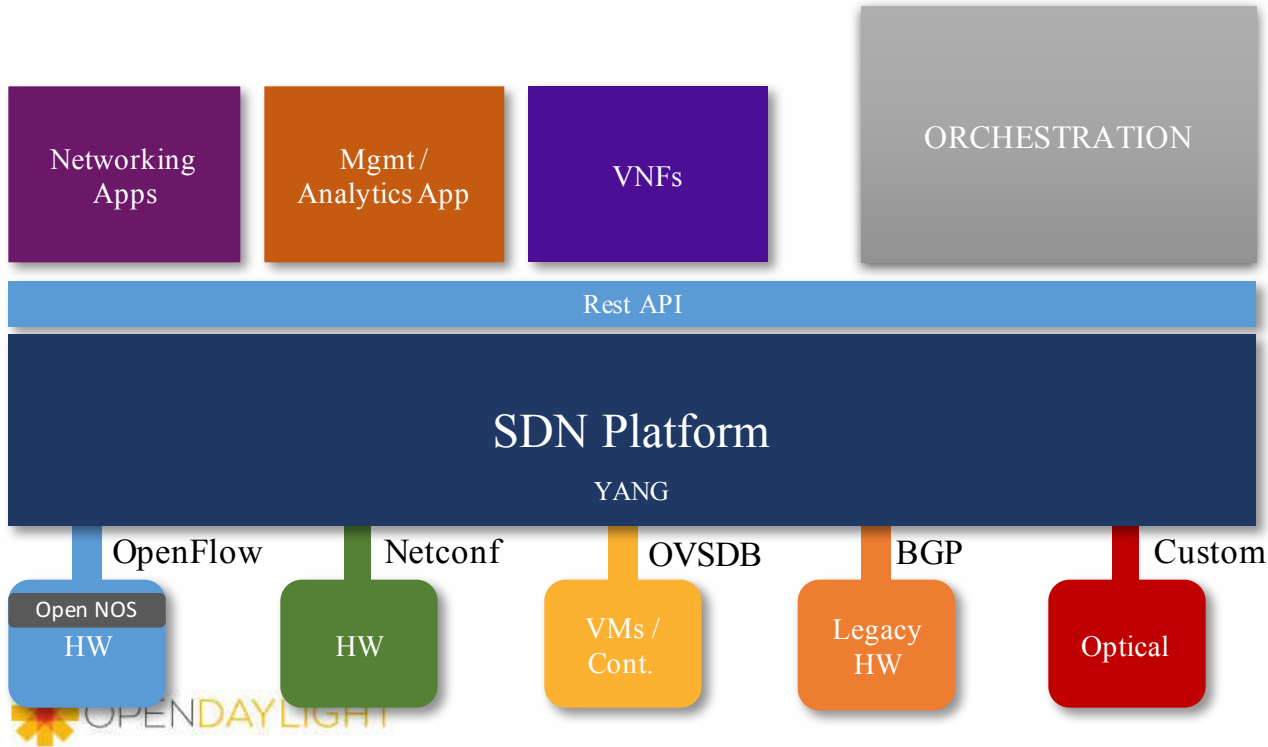 Networking
Apps
Mgmt /
Analytics App
VNFs
ORCHESTRATION
Rest API
SDN Platform
YANG
OpenFlow
Netconf
OVSDB
BGP
Custom
Open NOS
HW
HW
VMs /
Cont.
Legacy
HW
Optical
OPENDAYLIGHT